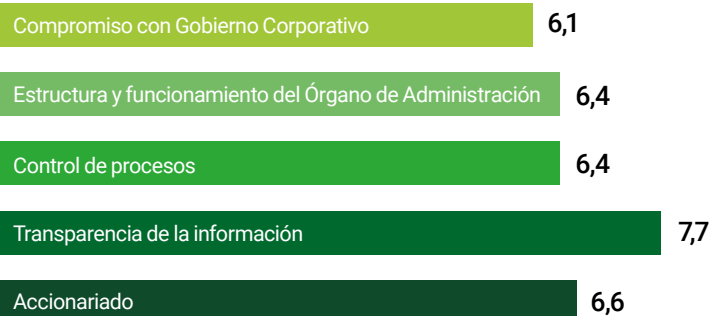 Compromiso con Gobierno Corporativo 6,1
Estructura y funcionamiento del Órgano de Administración 6,4
Control de procesos 6,4
Transparencia de la información 7,7
Accionariado 6,6